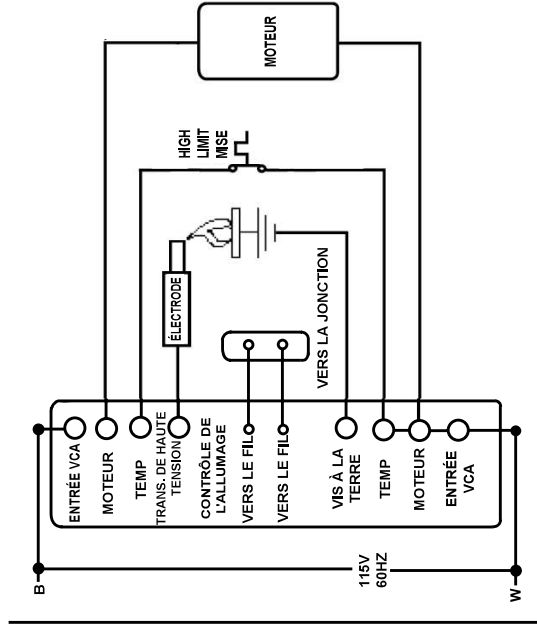 MOTEUR
HIGH
LIMIT
MISE
ÉLECTRODE
VERS LA JONCTION
ENTRÉE VCA
MOTEUR
TEMP
TRANS. DE HAUTE
TENSION
CONTRÔLE DE
L'ALLUMAGE
VERS LE FIL
VERS LE FIL
VIS À LA
TERRE
TEMP
MOTEUR
ENTRÉE
VCA
B
115V
60HZ
W